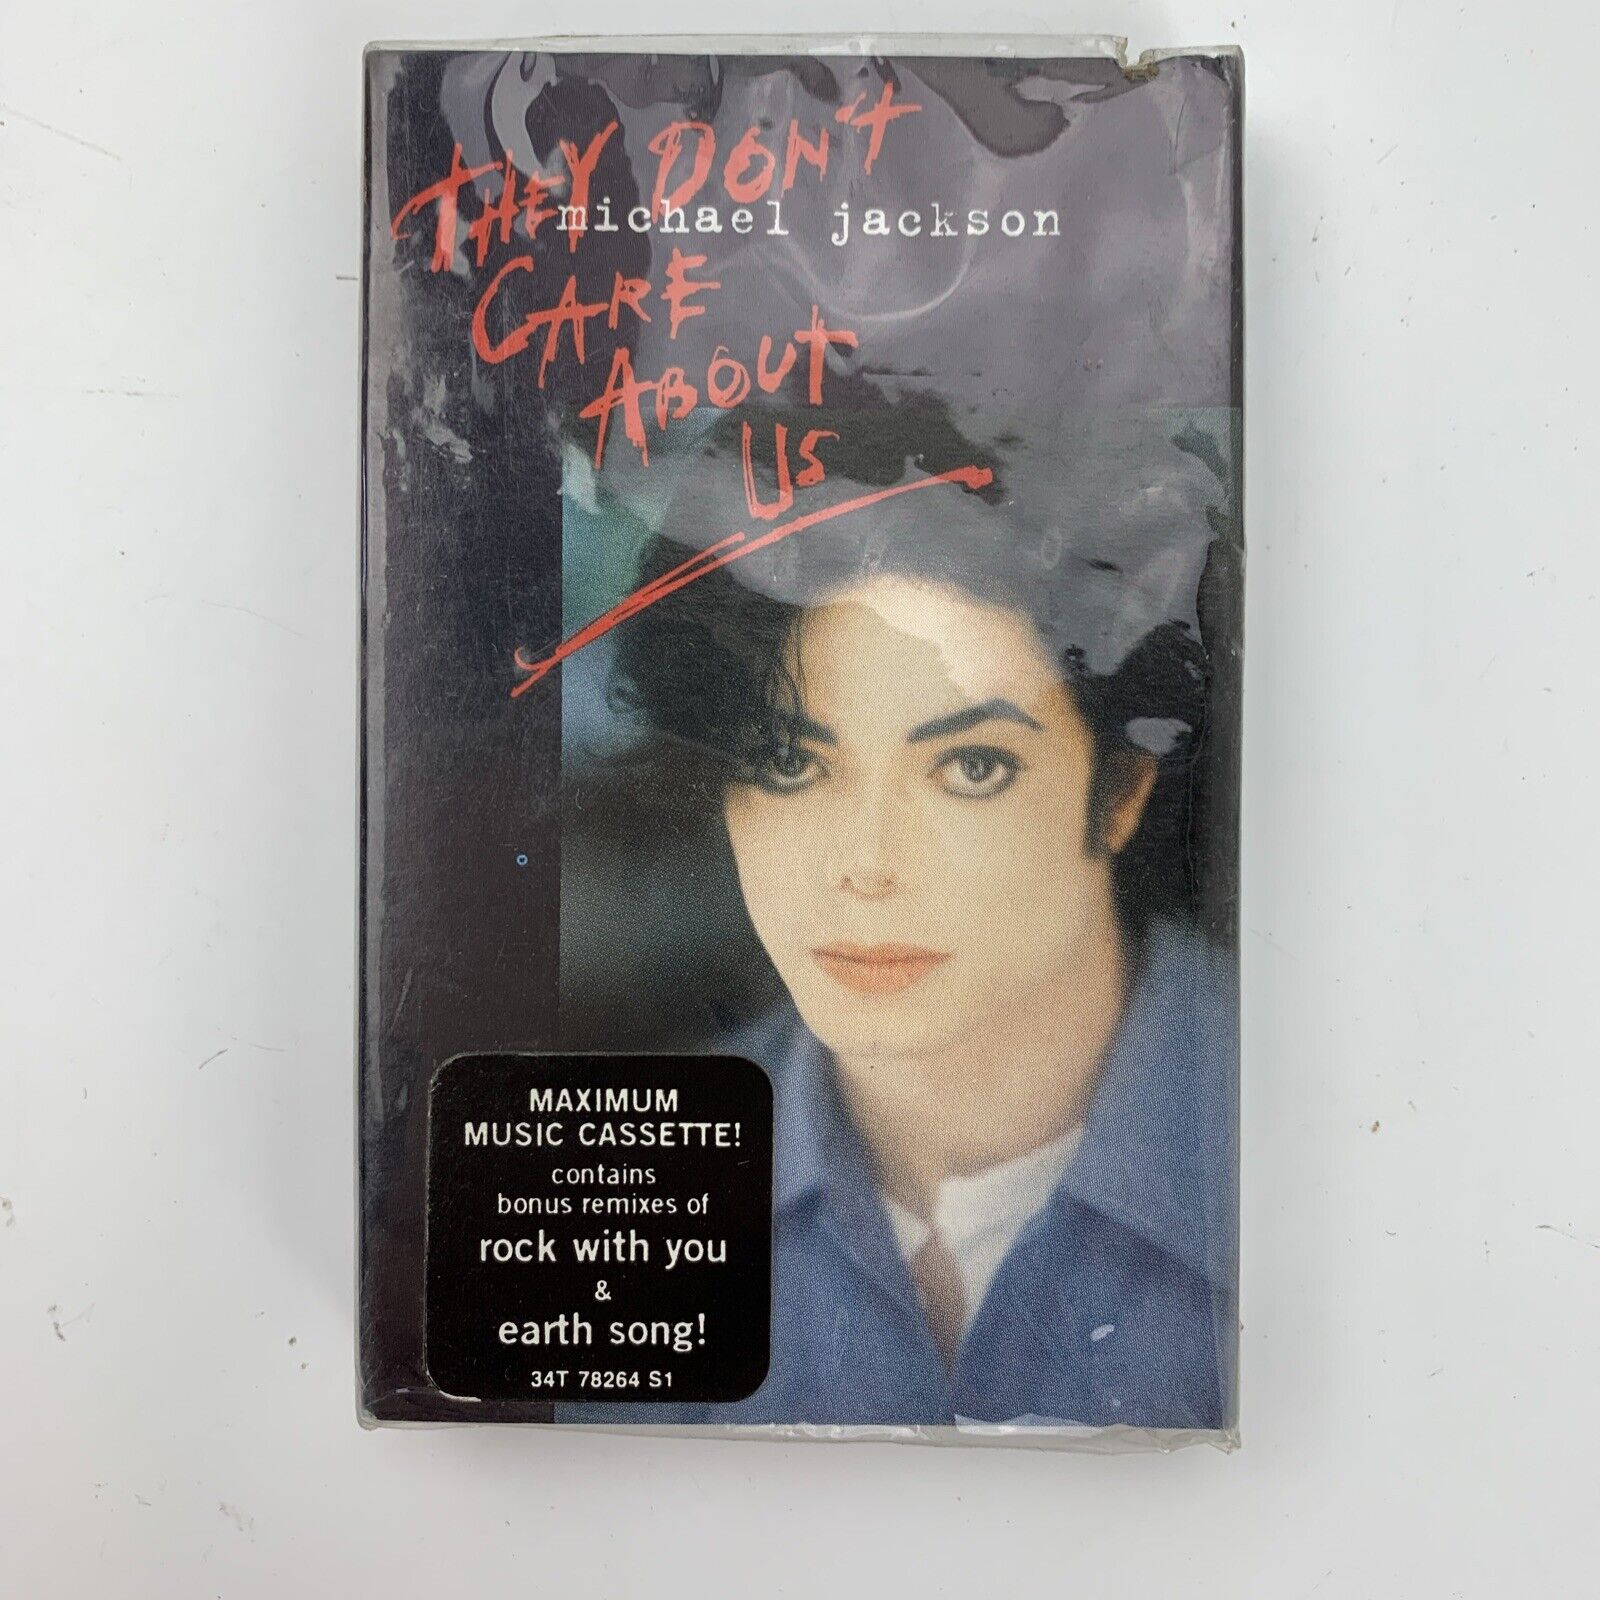 THEY DON'T
michael jackson
CARE
ABOUT
US
MAXIMUM
MUSIC CASSETTE!
contains
bonus remixes of
rock with you
&
earth song!
34T 78264 S1